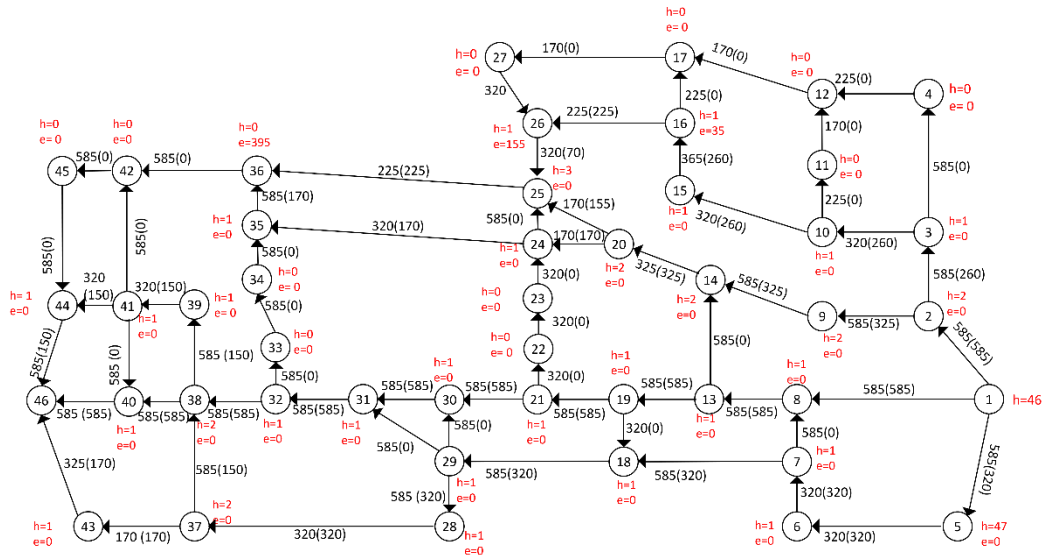 h=0
e= 0
h=0
e= 0
27
170(0)
17
170(0)
h=0
e= 0
12
225(0)
4
h=0
e= 0
320
225(0)
h=1
e=155
26
225(225)
16
h=1
e=35
170(0)
320(70)
365(260)
11
h=0
e= 0
585(0)
h=0
e= 0
h=0
e=0
h=0
e=395
45
585(0)
42
585(0)
36
225(225)
25
h=3
e=0
170(155)
15
h=1
e=0
225(0)
320(260)
585(170)
h=1
e=0
35
320(170)
585(0)
h=1
e=0
24
170(170)
20
h=2
e=0
10
h=1
e=0
320(260)
3
h=1
e=0
585(0)
585(0)
585(0)
34
h=0
e=0
320(0)
325(325)
14
h=2
e=0
585(325)
585(260)
h= 1
e=0
44
320
(150)
41
h=1
e=0
320(150)
39
h=1
e= 0
585(0)
h=0
e=0
23
320(0)
9
h=2
e=0
585(325)
2
h=2
e=0
585(150)
585 (0)
585 (150)
33
h=0
e=0
h=0
e= 0
22
585(0)
585(585)
46
585 (585)
40
h=1
e=0
585(585)
38
h=2
e=0
585(585)
585(0)
32
h=1
e=0
585(585)
31
h=1
e=0
585(585)
h=1
e=0
30
585(585)
320(0)
21
h=1
e=0
585(585)
h=1
e=0
19
585(585)
13
h=1
e=0
585(585)
h=1
e=0
8
585(585)
1
h=46
325(170)
585(150)
585(0)
29
h=1
e=0
585(320)
320(0)
18
h=1
e=0
585(320)
585(0)
7
h=1
e=0
585(320)
585 (320)
320(320)
h=1
e=0
43
170 (170)
37
h=2
e=0
320(320)
28
h=1
e=0
h=1
e=0
6
320(320)
5
h=47
e=0